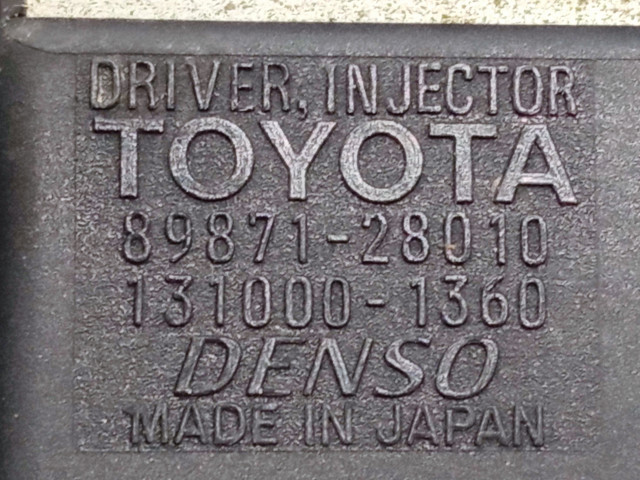 DRIVER, INJECTOR
TOYOTA
89871-28010
131000-1360
DENSO
MADE IN JAPAN